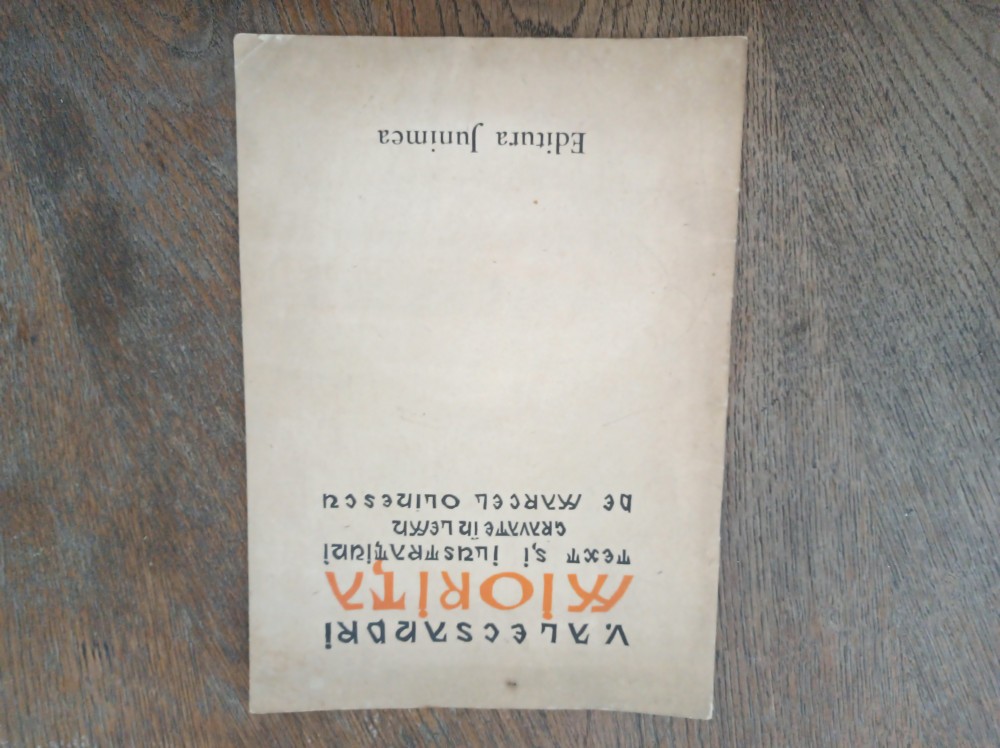 V. ALECSANDRI
MIORIȚA
TEXT ȘI ILUSTRAȚIUNI
GRAVATE ÎN LEMN
DE MARCEL OLINESCU
Editura Junimea